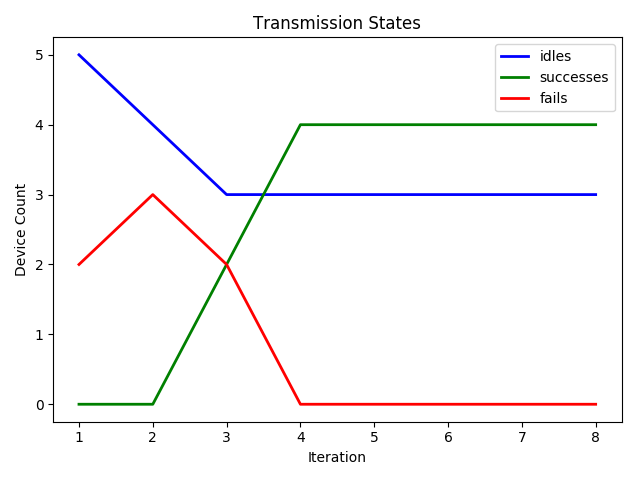 Transmission States
idles
successes
fails
Device Count
5
4
3
2
1
0
1 2 3 4 5 6 7 8
Iteration